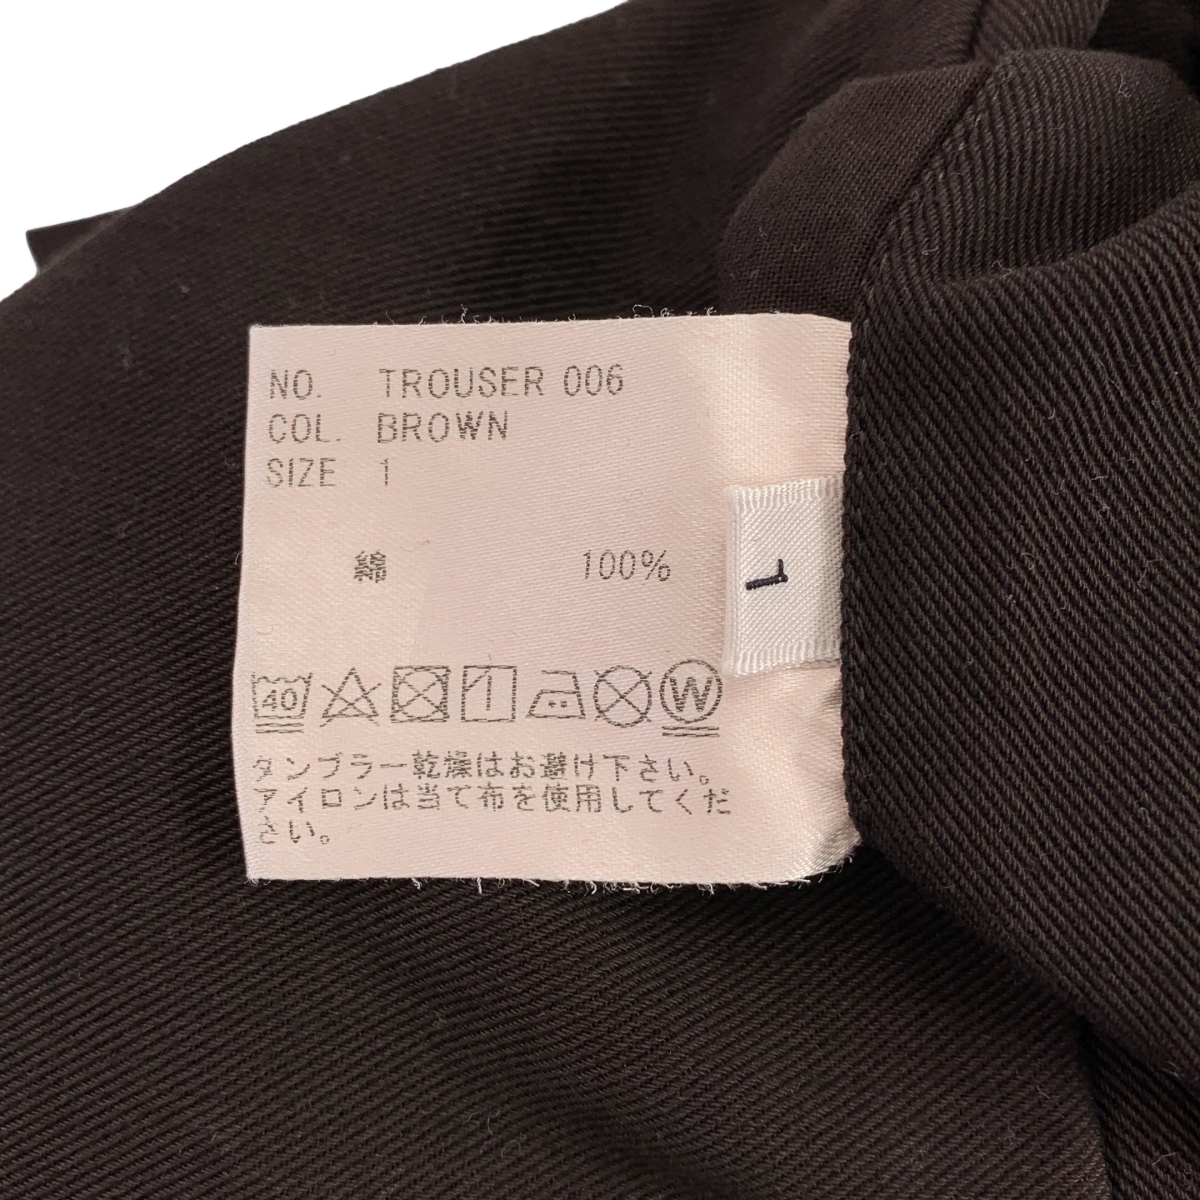 NO. TROUSER 006
COL. BROWN
SIZE 1
綿 100%
1
40 W
タンブラー乾燥はお避け下さい。
アイロンは当て布を使用してくだ
さい。